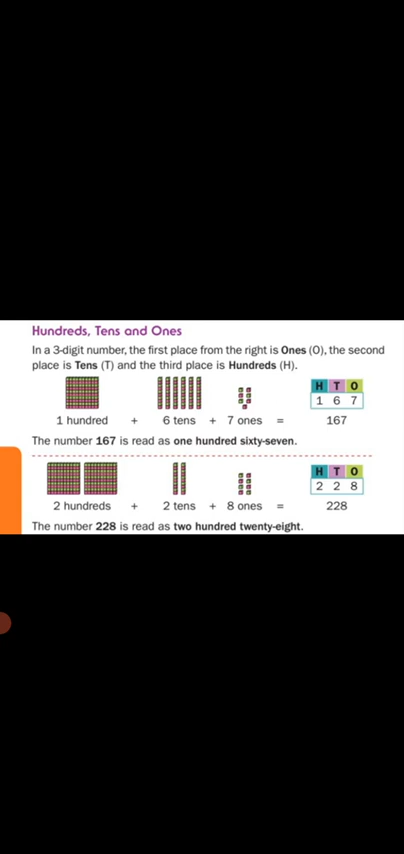 Hundreds, Tens and Ones
In a 3-digit number, the first place from the right is Ones (O), the second
place is Tens (T) and the third place is Hundreds (H).
H T O
1 6 7
1 hundred + 6 tens + 7 ones = 167
The number 167 is read as one hundred sixty-seven.
H T O
2 2 8
2 hundreds + 2 tens + 8 ones = 228
The number 228 is read as two hundred twenty-eight.